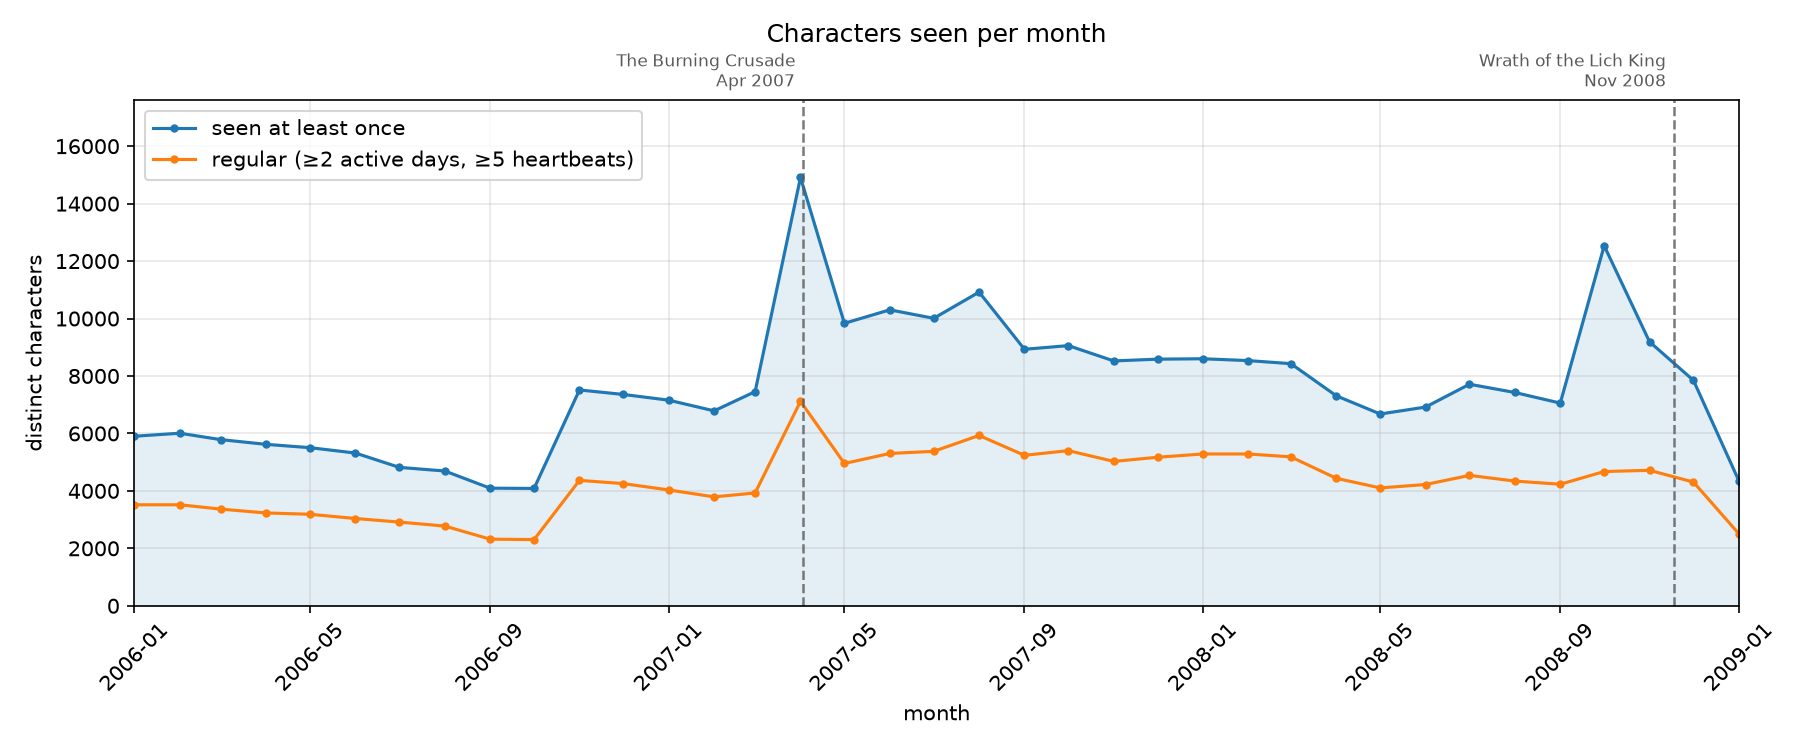 Characters seen per month
The Burning Crusade
Apr 2007
Wrath of the Lich King
Nov 2008
seen at least once
regular (≥2 active days, ≥5 heartbeats)
distinct characters
16000
14000
12000
10000
8000
6000
4000
2000
0
2006-01
2006-05
2006-09
2007-01
2007-05
2007-09
2008-01
2008-05
2008-09
2009-01
month